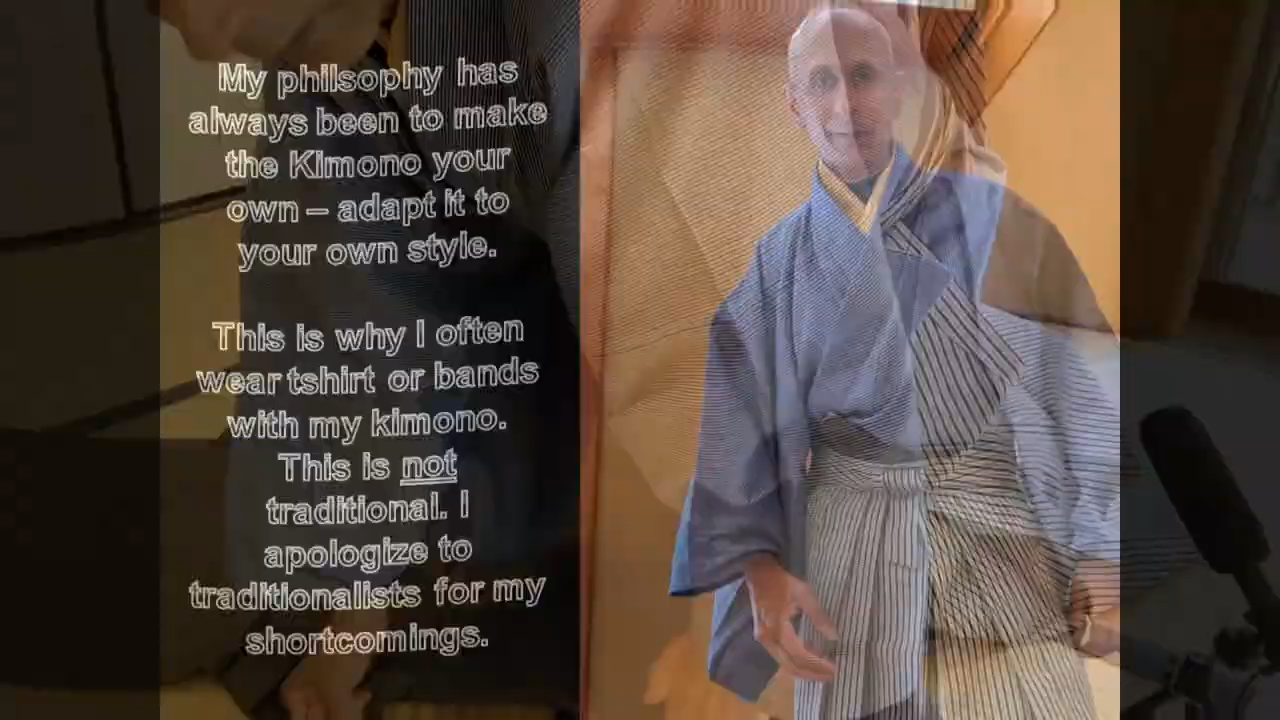 My philsophy has
always been to make
the Kimono your
own – adapt it to
your own style.
This is why I often
wear tshirt or bands
with my kimono.
This is not
traditional. I
apologize to
traditionalists for my
shortcomings.